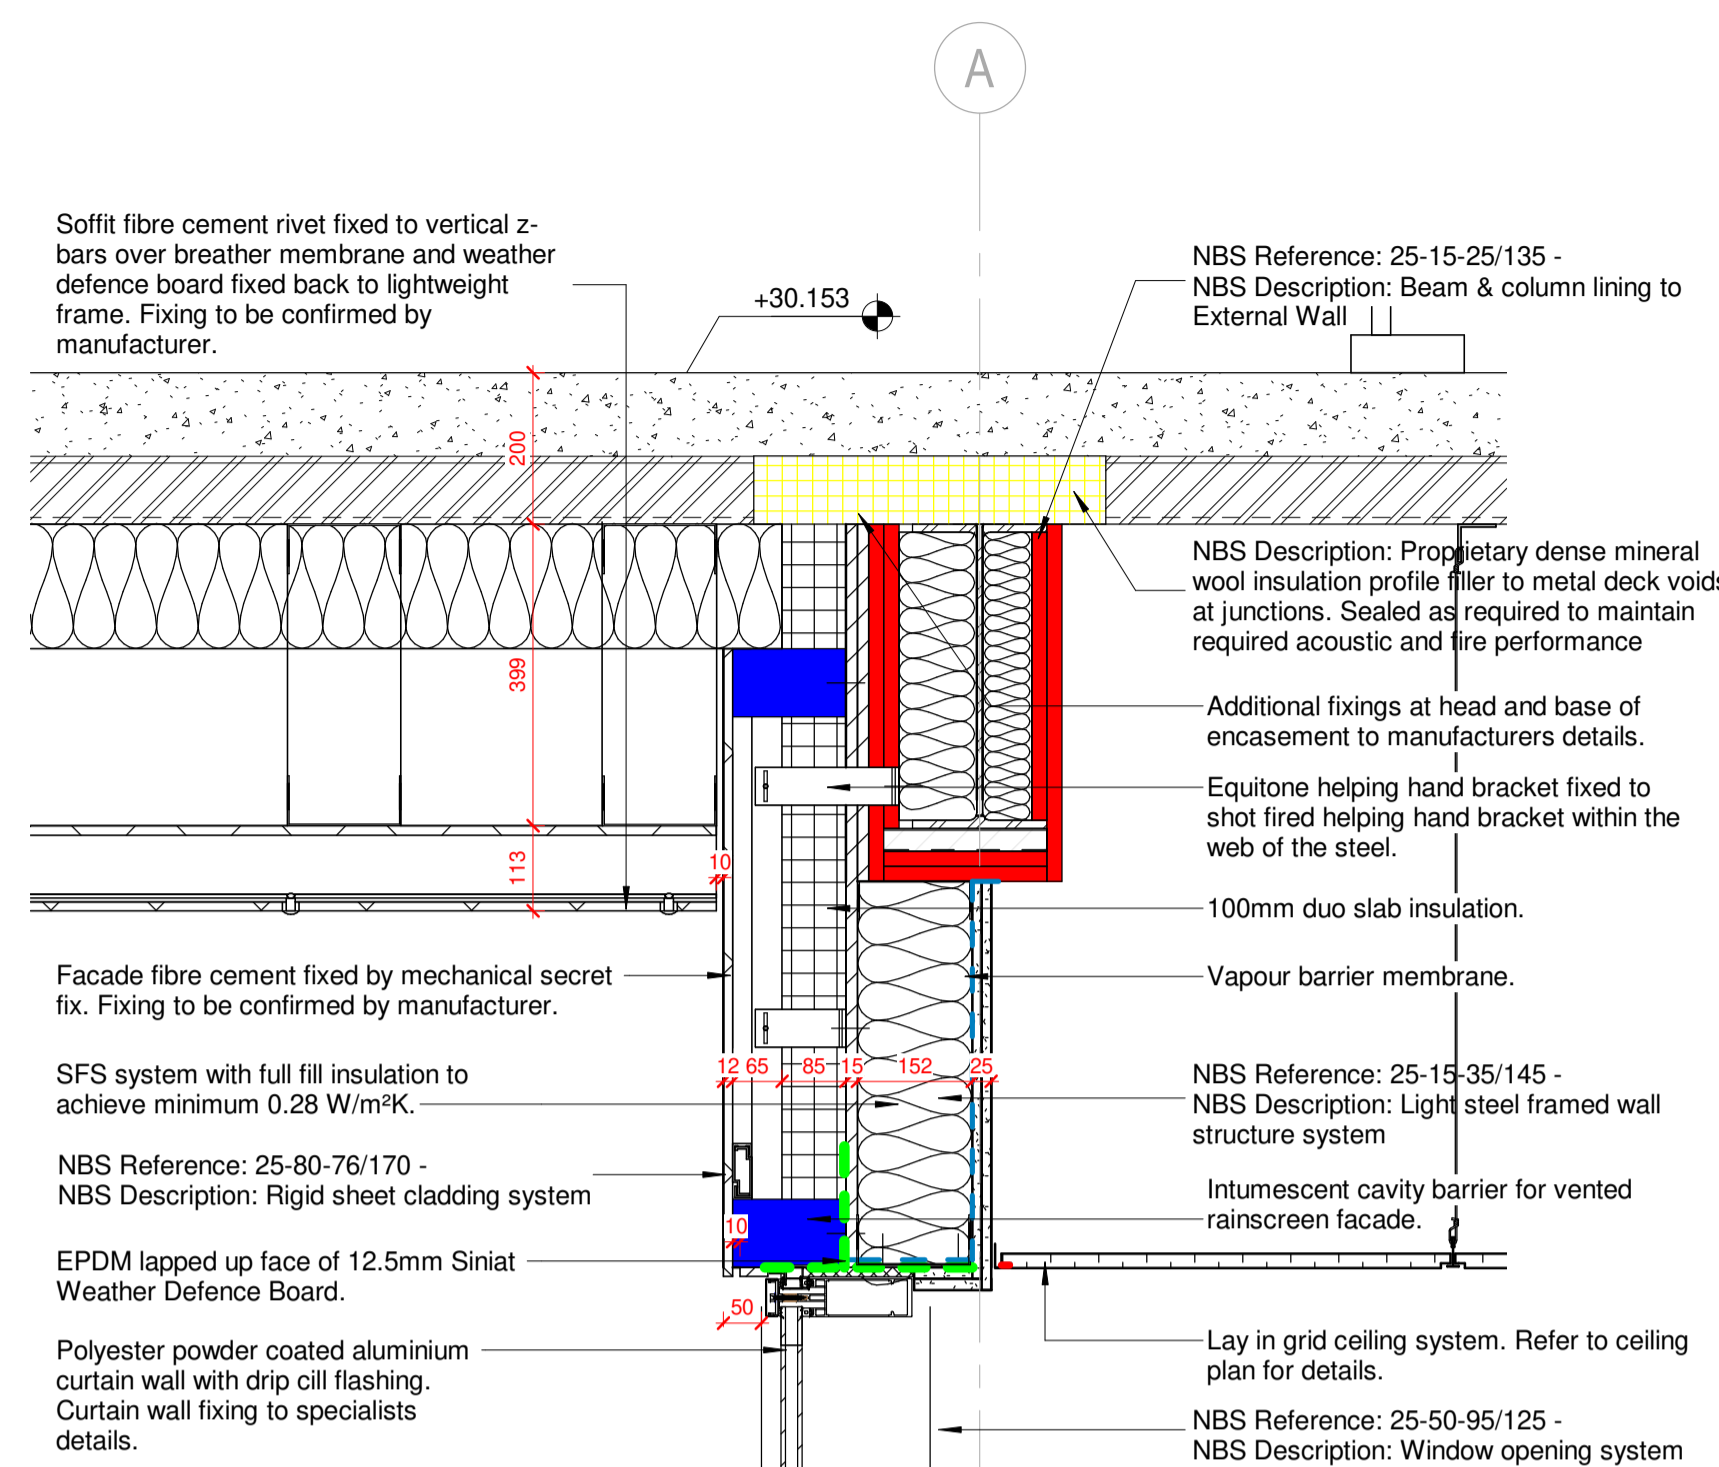 A
Soffit fibre cement rivet fixed to vertical z-
bars over breather membrane and weather
defence board fixed back to lightweight
frame. Fixing to be confirmed by
manufacturer.
+30.153
NBS Reference: 25-15-25/135 -
NBS Description: Beam & column lining to
External Wall
200
399
113
10
NBS Description: Proprietary dense mineral
wool insulation profile filler to metal deck voids
at junctions. Sealed as required to maintain
required acoustic and fire performance
Additional fixings at head and base of
encasement to manufacturers details.
Equitone helping hand bracket fixed to
shot fired helping hand bracket within the
web of the steel.
100mm duo slab insulation.
Facade fibre cement fixed by mechanical secret
fix. Fixing to be confirmed by manufacturer.
Vapour barrier membrane.
12 65 85 15 152 25
SFS system with full fill insulation to
achieve minimum 0.28 W/m²K.
NBS Reference: 25-15-35/145 -
NBS Description: Light steel framed wall
structure system
NBS Reference: 25-80-76/170 -
NBS Description: Rigid sheet cladding system
Intumescent cavity barrier for vented
rainscreen facade.
10
EPDM lapped up face of 12.5mm Siniat
Weather Defence Board.
50
Polyester powder coated aluminium
curtain wall with drip cill flashing.
Curtain wall fixing to specialists
details.
Lay in grid ceiling system. Refer to ceiling
plan for details.
NBS Reference: 25-50-95/125 -
NBS Description: Window opening system